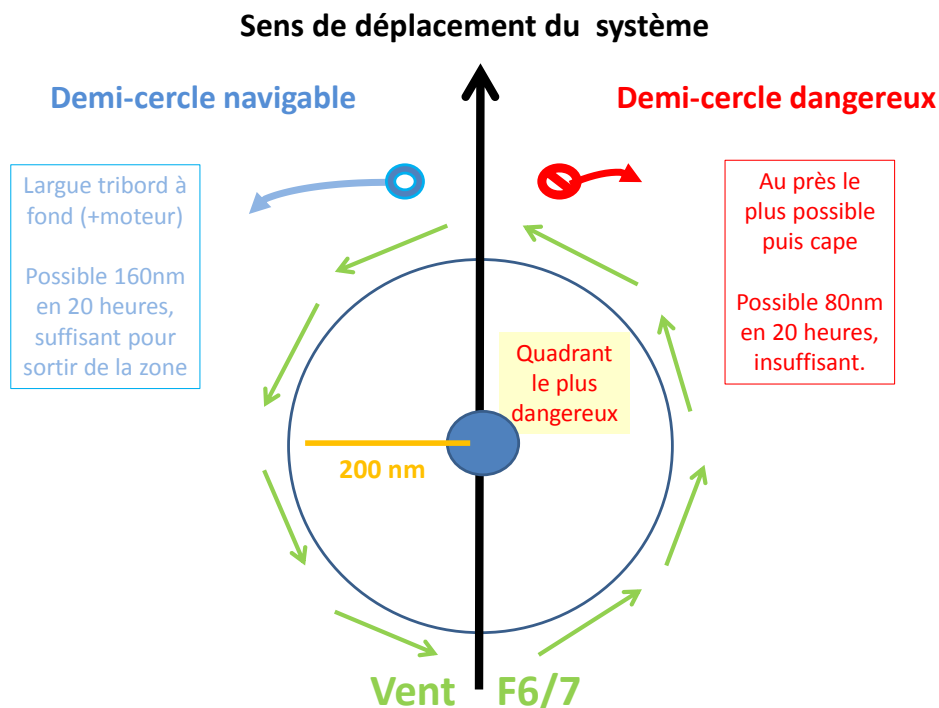 Sens de déplacement du  système
Demi-cercle navigable
Demi-cercle dangereux
Largue tribord à
fond (+moteur)
Possible 160nm
en 20 heures,
suffisant pour
sortir de la zone
Au près le
plus possible
puis cape
Possible 80nm
en 20 heures,
insuffisant.
Quadrant
le plus
dangereux
200 nm
Vent F6/7